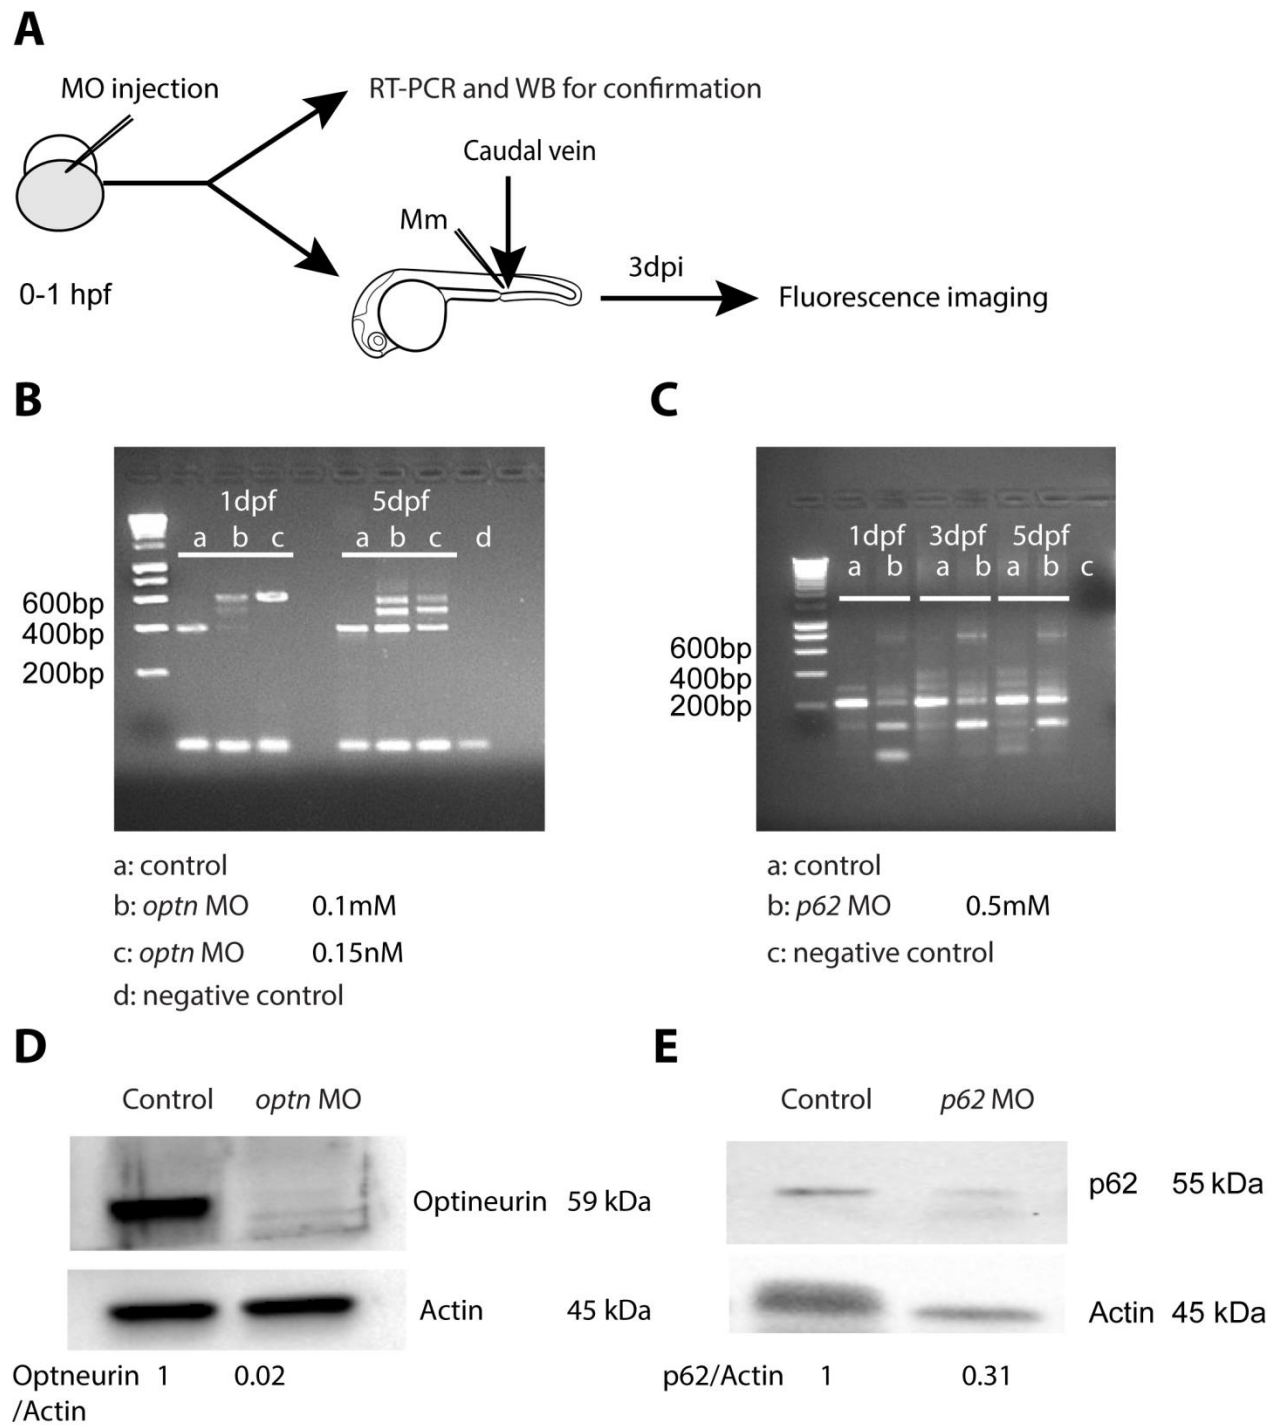 A
MO injection
RT-PCR and WB for confirmation
Caudal vein
Mm
3dpi
0-1 hpf
Fluorescence imaging
B
1dpf 5dpf
a b c a b c d
600bp
400bp
200bp
a: control
b: optn MO 0.1mM
c: optn MO 0.15nM
d: negative control
C
1dpf 3dpf 5dpf
a b a b a b c
600bp
400bp
200bp
a: control
b: p62 MO 0.5mM
c: negative control
D
Control optn MO
Optineurin 59 kDa
Actin 45 kDa
Optneurin 1 0.02
/Actin
E
Control p62 MO
p62 55 kDa
Actin 45 kDa
p62/Actin 1 0.31